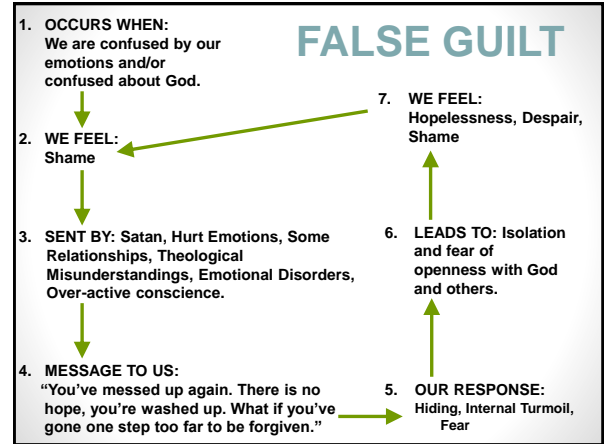 FALSE GUILT
1. OCCURS WHEN:
We are confused by our
emotions and/or
confused about God.
2. WE FEEL:
Shame
3. SENT BY: Satan, Hurt Emotions, Some
Relationships, Theological
Misunderstandings, Emotional Disorders,
Over-active conscience.
4. MESSAGE TO US:
“You’ve messed up again. There is no
hope, you’re washed up. What if you’ve
gone one step too far to be forgiven.”
5. OUR RESPONSE:
Hiding, Internal Turmoil,
Fear
6. LEADS TO: Isolation
and fear of
openness with God
and others.
7. WE FEEL:
Hopelessness, Despair,
Shame